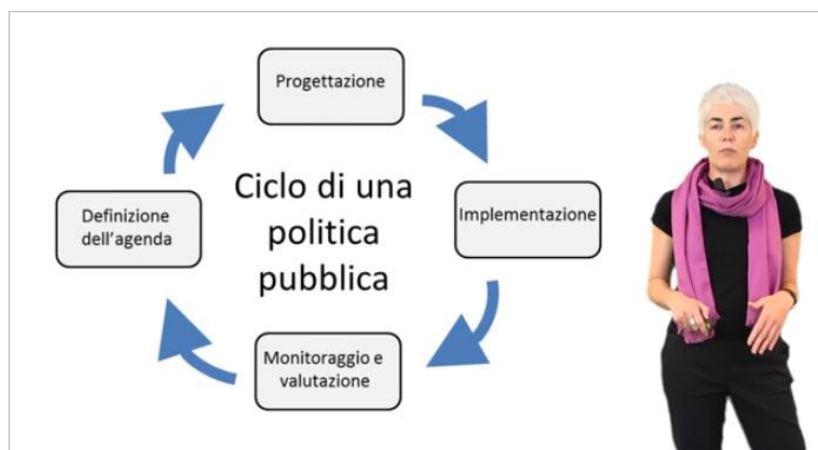 Progettazione
Ciclo di una
politica
pubblica
Definizione
dell'agenda
Implementazione
Monitoraggio e
valutazione